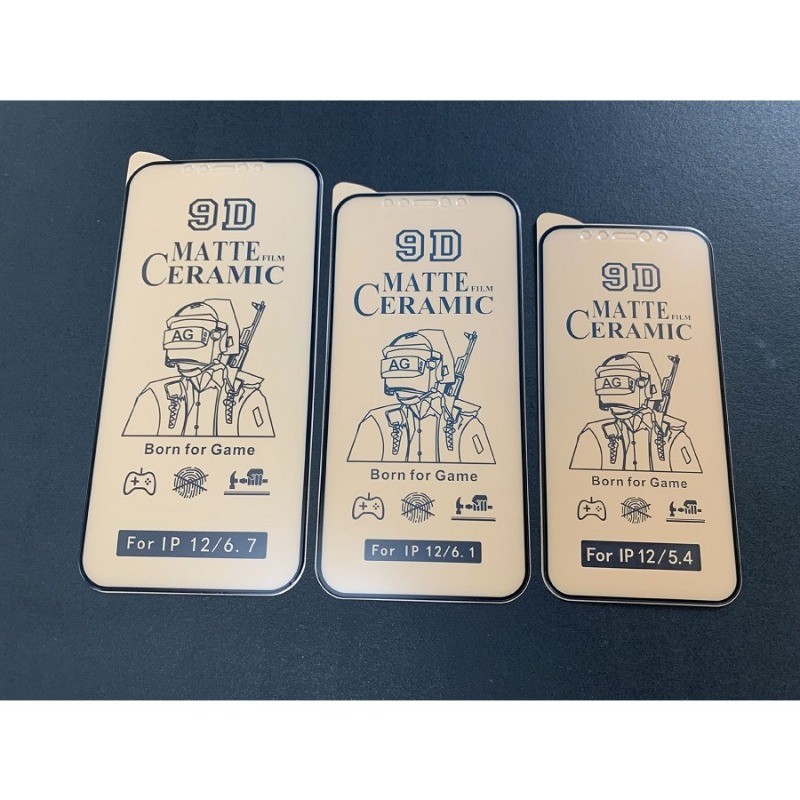 9D
MATTE FILM
CERAMIC
AG
Born for Game
For IP 12/6.7
9D
MATTE FILM
CERAMIC
AG
Born for Game
For IP 12/6.1
9D
MATTE FILM
CERAMIC
AG
Born for Game
For IP 12/5.4